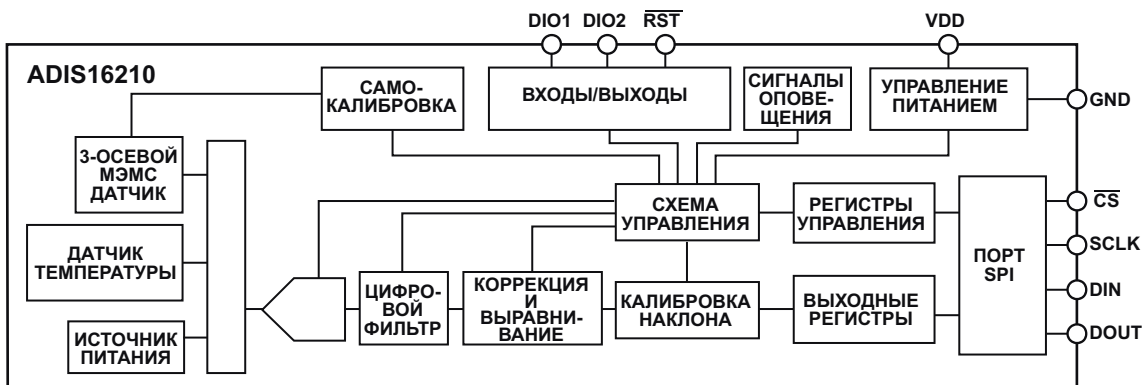 DIO1 DIO2 RST VDD
ADIS16210
САМО-
КАЛИБРОВКА
ВХОДЫ/ВЫХОДЫ
СИГНАЛЫ
ОПОВЕ-
ЩЕНИЯ
УПРАВЛЕНИЕ
ПИТАНИЕМ
GND
3-ОСЕВОЙ
МЭМС
ДАТЧИК
СХЕМА
УПРАВЛЕНИЯ
РЕГИСТРЫ
УПРАВЛЕНИЯ
ПОРТ
SPI
CS
SCLK
DIN
DOUT
ДАТЧИК
ТЕМПЕРАТУРЫ
ЦИФРО-
ВОЙ
ФИЛЬТР
КОРРЕКЦИЯ
И
ВЫРАВНИ-
ВАНИЕ
КАЛИБРОВКА
НАКЛОНА
ВЫХОДНЫЕ
РЕГИСТРЫ
ИСТОЧНИК
ПИТАНИЯ